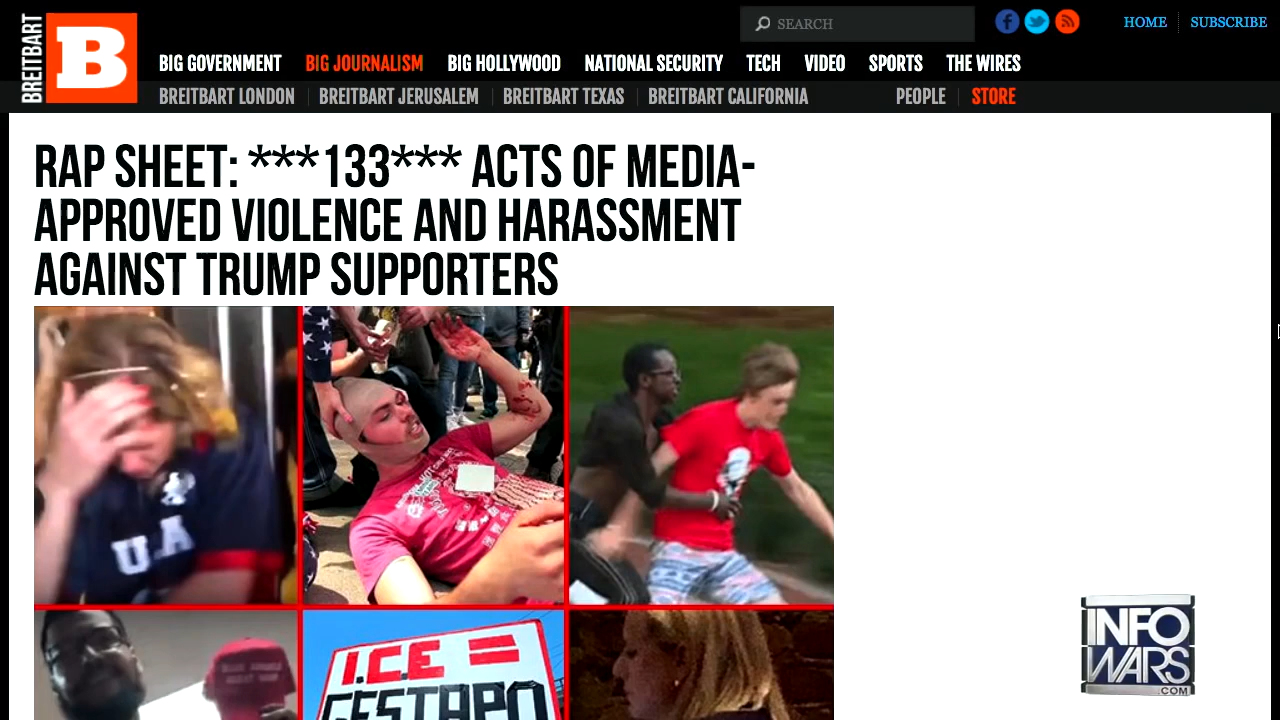 BREITBART
B
SEARCH
HOME
SUBSCRIBE
BIG GOVERNMENT BIG JOURNALISM BIG HOLLYWOOD NATIONAL SECURITY TECH VIDEO SPORTS THE WIRES
BREITBART LONDON BREITBART JERUSALEM BREITBART TEXAS BREITBART CALIFORNIA PEOPLE STORE
RAP SHEET: ***133*** ACTS OF MEDIA-
APPROVED VIOLENCE AND HARASSMENT
AGAINST TRUMP SUPPORTERS
U.A
I.C.E =
GESTAPO
INFO
WARS
.COM